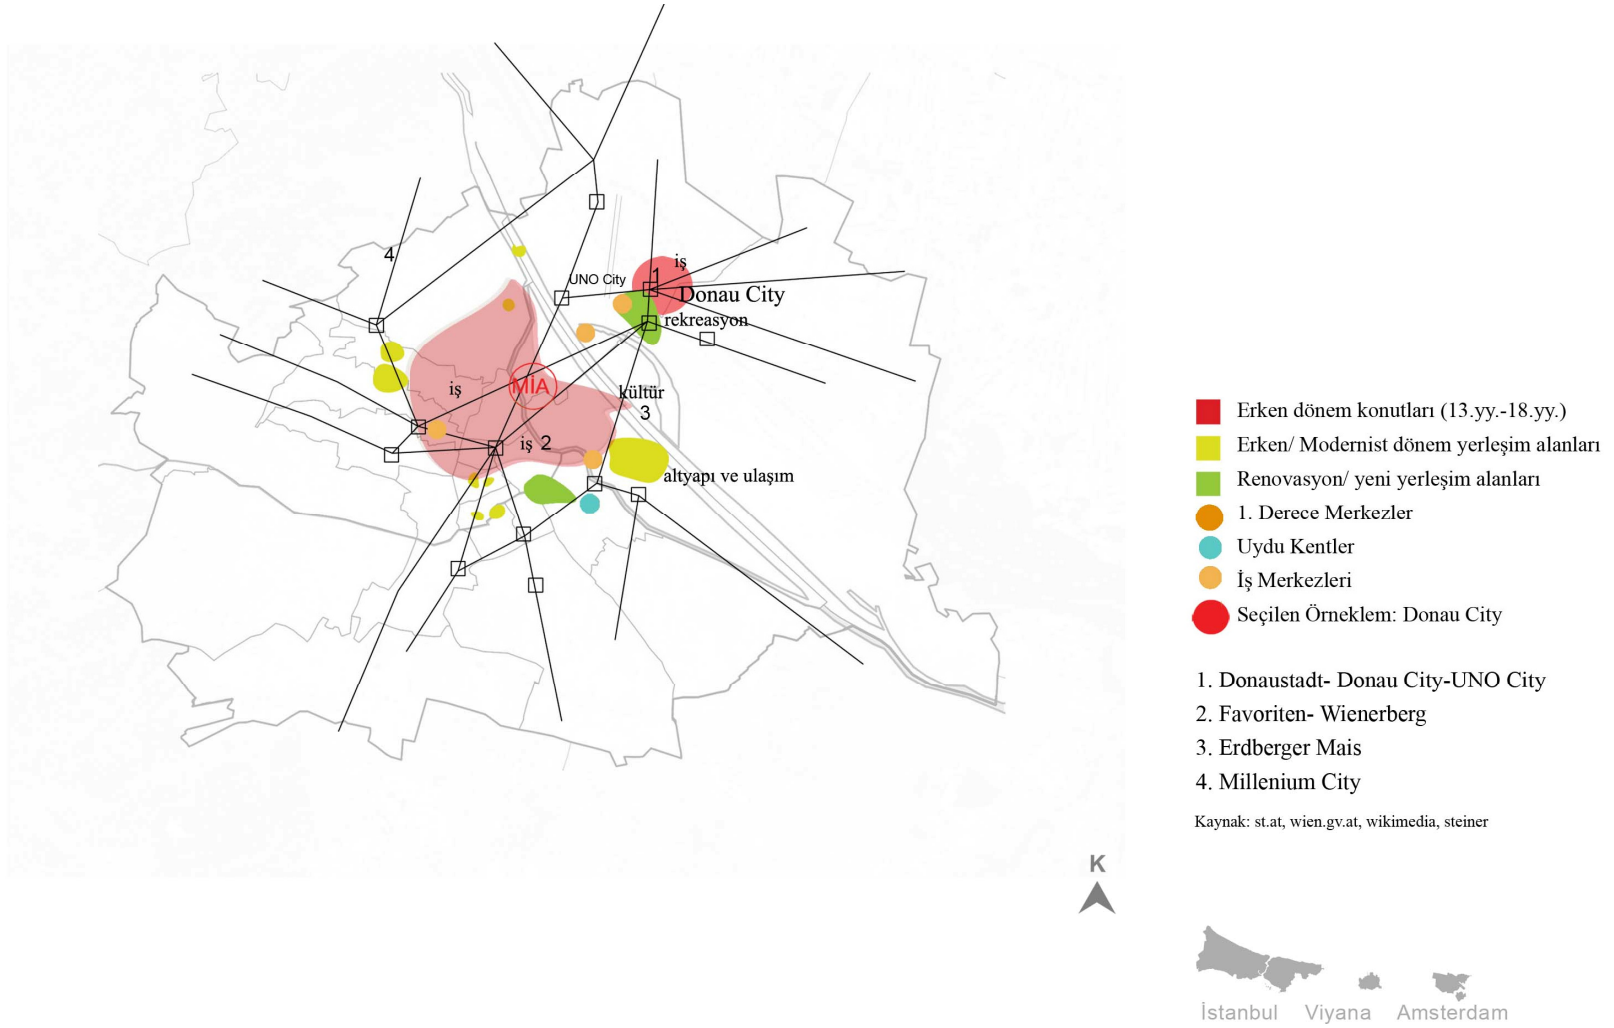 4
iş
UNO City
1
Donau City
rekreasyon
MİA
iş
kültür
3
iş 2
altyapı ve ulaşım
Erken dönem konutları (13.yy.-18.yy.)
Erken/ Modernist dönem yerleşim alanları
Renovasyon/ yeni yerleşim alanları
1. Derece Merkezler
Uydu Kentler
İş Merkezleri
Seçilen Örneklem: Donau City
1. Donaustadt- Donau City-UNO City
2. Favoriten- Wienerberg
3. Erdberger Mais
4. Millenium City
Kaynak: st.at, wien.gv.at, wikimedia, steiner
K
İstanbul Viyana Amsterdam